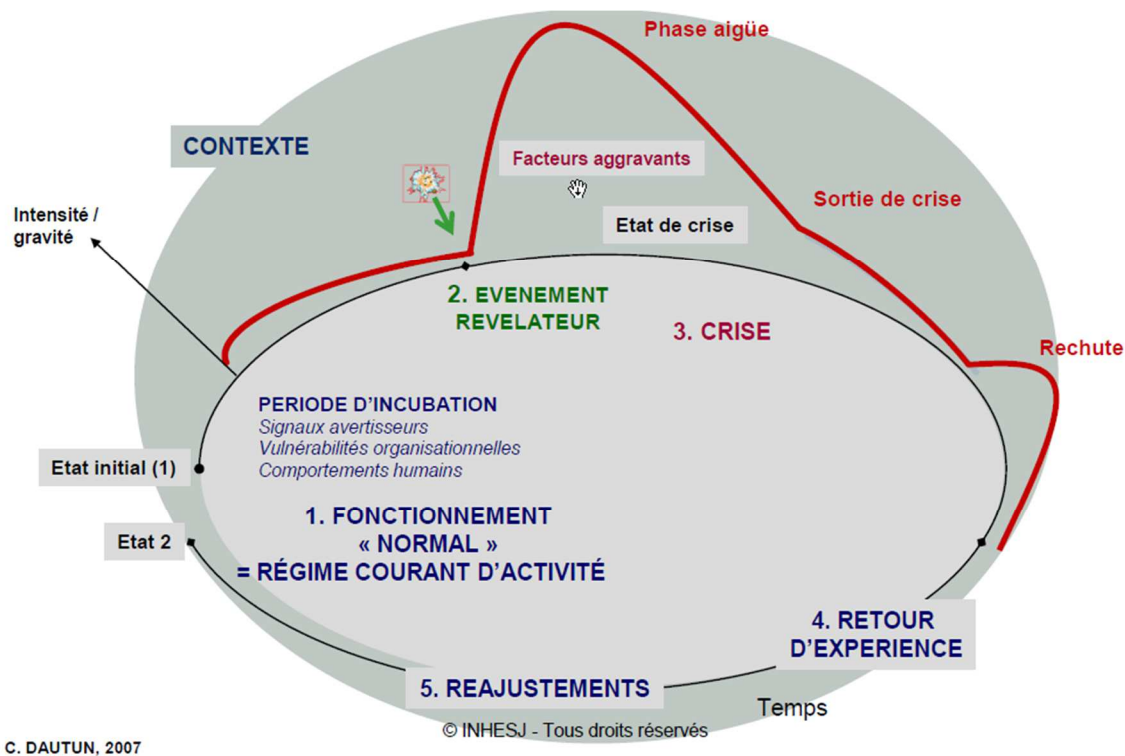 Phase aigüe
CONTEXTE
Facteurs aggravants
Intensité /
gravité
Sortie de crise
Etat de crise
2. EVENEMENT
REVELATEUR
3. CRISE
Rechute
PERIODE D'INCUBATION
Signaux avertisseurs
Vulnérabilités organisationnelles
Comportements humains
Etat initial (1)
1. FONCTIONNEMENT
« NORMAL »
= RÉGIME COURANT D'ACTIVITÉ
Etat 2
4. RETOUR
D'EXPERIENCE
5. REAJUSTEMENTS
Temps
© INHESJ - Tous droits réservés
C. DAUTUN, 2007